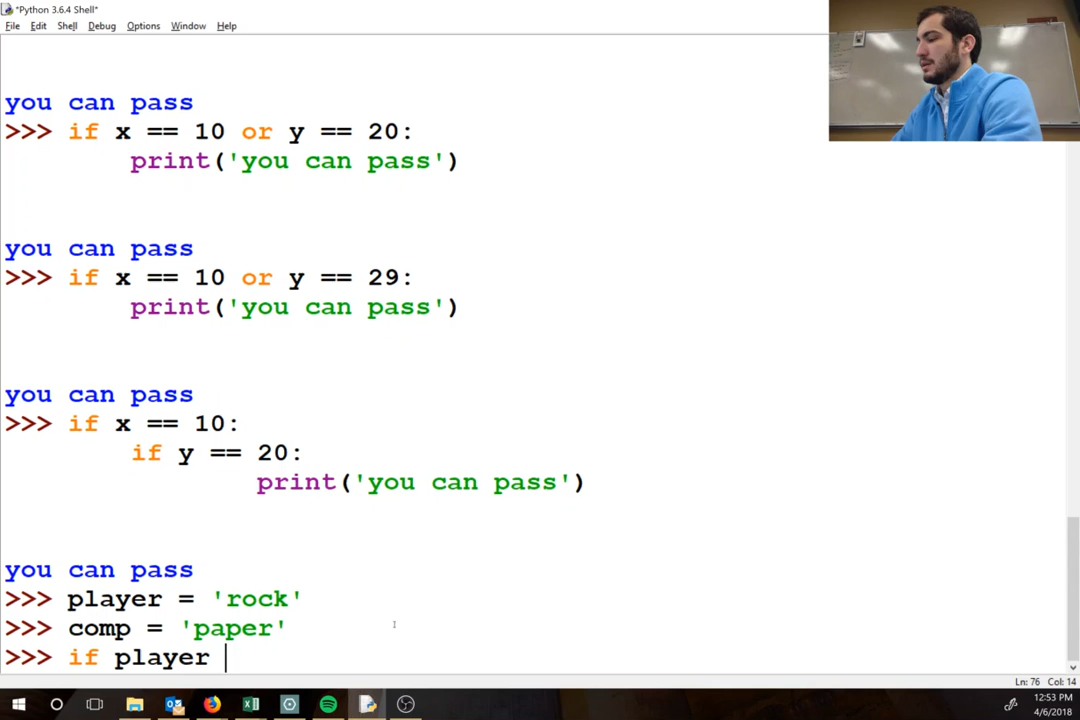 *Python 3.6.4 Shell*
File Edit Shell Debug Options Window Help
you can pass
>>> if x == 10 or y == 20:
print('you can pass')
you can pass
>>> if x == 10 or y == 29:
print('you can pass')
you can pass
>>> if x == 10:
if y == 20:
print('you can pass')
you can pass
>>> player = 'rock'
>>> comp = 'paper'
>>> if player
Ln: 76 Col: 14
12:53 PM
4/6/2018